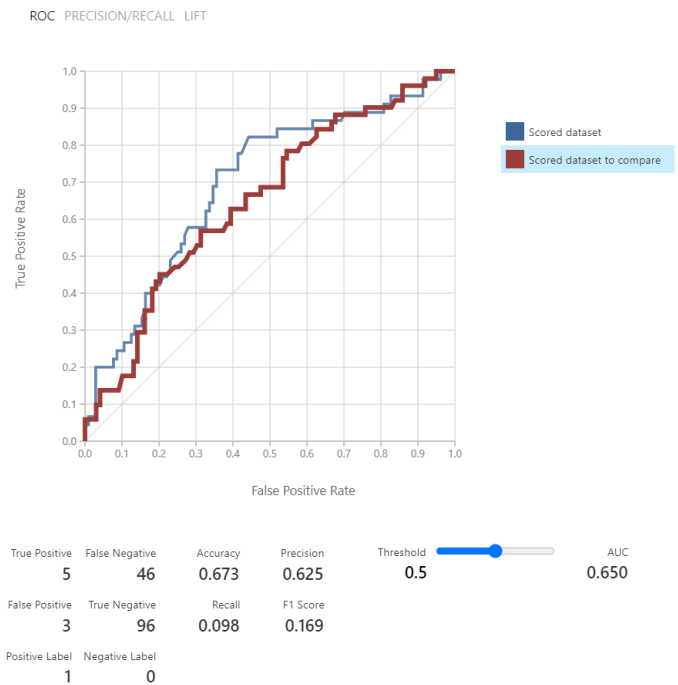 ROC PRECISION/RECALL LIFT
1.0
0.9
0.8
0.7
0.6
0.5
0.4
0.3
0.2
0.1
0.0
True Positive Rate
0.0 0.1 0.2 0.3 0.4 0.5 0.6 0.7 0.8 0.9 1.0
False Positive Rate
Scored dataset
Scored dataset to compare
True Positive False Negative Accuracy Precision Threshold AUC
5 46 0.673 0.625 0.5 0.650
False Positive True Negative Recall F1 Score
3 96 0.098 0.169
Positive Label Negative Label
1 0